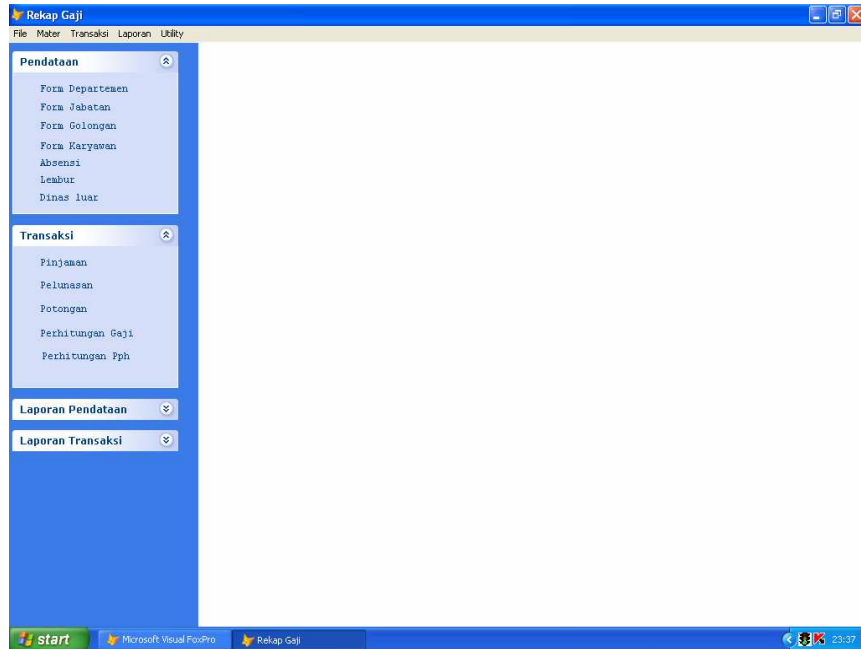 Rekap Gaji
File Mater Transaksi Laporan Utility
Pendataan
Form Departemen
Form Jabatan
Form Golongan
Form Karyawan
Absensi
Lembur
Dinas luar
Transaksi
Pinjaman
Pelunasan
Potongan
Perhitungan Gaji
Perhitungan Pph
Laporan Pendataan
Laporan Transaksi
start Microsoft Visual FoxPro Rekap Gaji 23:37